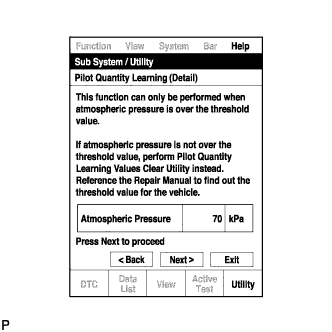 Function View System Bar Help
Sub System / Utility
Pilot Quantity Learning (Detail)
This function can only be performed when
atmospheric pressure is over the threshold
value.
If atmospheric pressure is not over the
threshold value, perform Pilot Quantity
Learning Values Clear Utility instead.
Reference the Repair Manual to find out the
threshold value for the vehicle.
Atmospheric Pressure 70 kPa
Press Next to proceed
< Back Next > Exit
DTC Data List View Active Test Utility
P